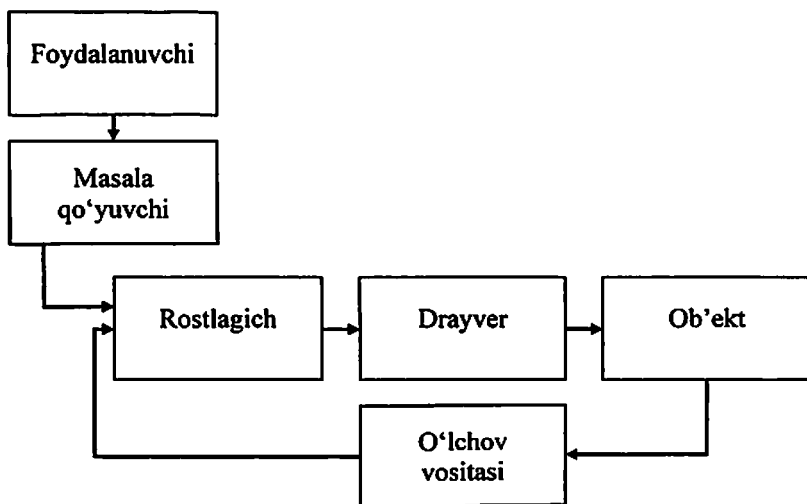 Foydalanuvchi
Masala
qo‘yuvchi
Rostlagich
Drayver
Ob’ekt
O‘lchov
vositasi